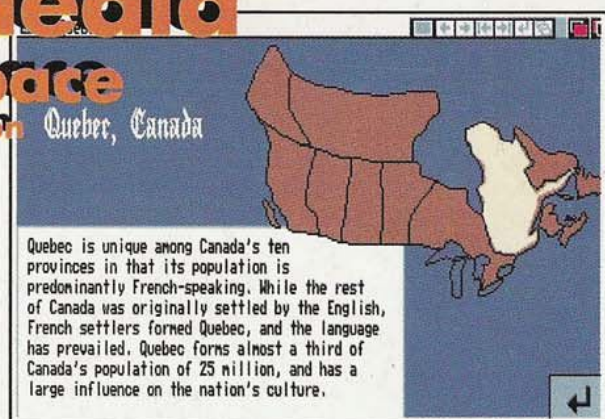 Quebec, Canada
Quebec is unique among Canada's ten
provinces in that its population is
predominantly French-speaking. While the rest
of Canada was originally settled by the English,
French settlers formed Quebec, and the language
has prevailed. Quebec forms almost a third of
Canada's population of 25 million, and has a
large influence on the nation's culture.